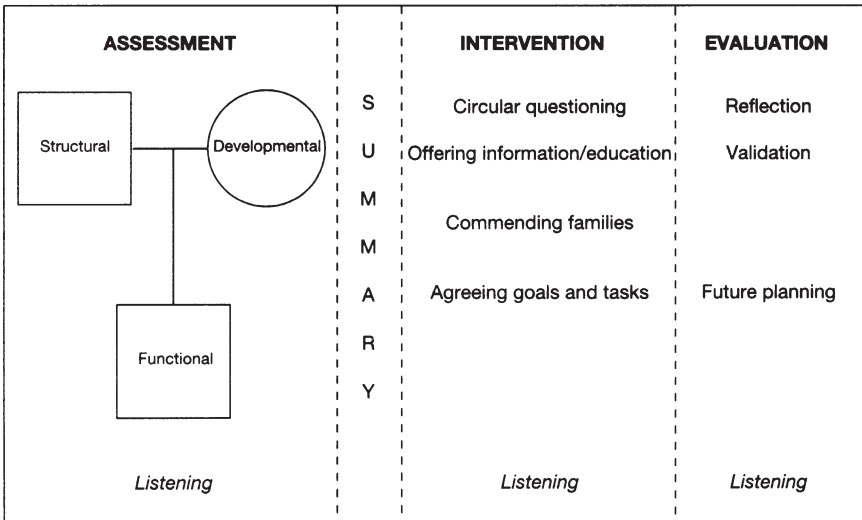 ASSESSMENT
Structural
Developmental
Functional
Listening
S
U
M
M
A
R
Y
INTERVENTION
Circular questioning
Offering information/education
Commending families
Agreeing goals and tasks
Listening
EVALUATION
Reflection
Validation
Future planning
Listening